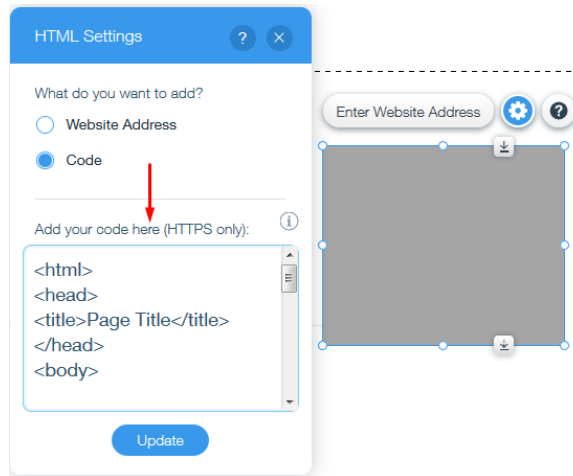 HTML Settings
?
What do you want to add?
Website Address
Code
Add your code here (HTTPS only):
i
<html>
<head>
<title>Page Title</title>
</head>
<body>
Update
Enter Website Address
?